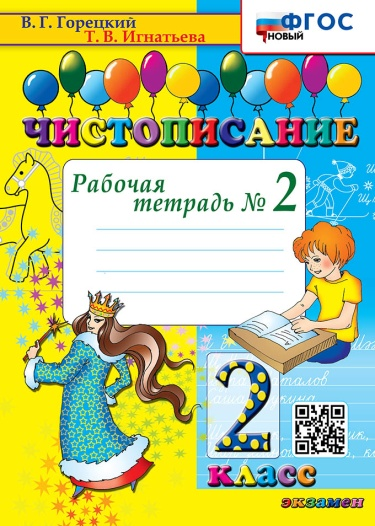 В. Г. Горецкий
Т. В. Игнатьева
ФГОС
НОВЫЙ
ЧИСТОПИСАНИЕ
Рабочая
тетрадь № 2
2
класс
экзамен